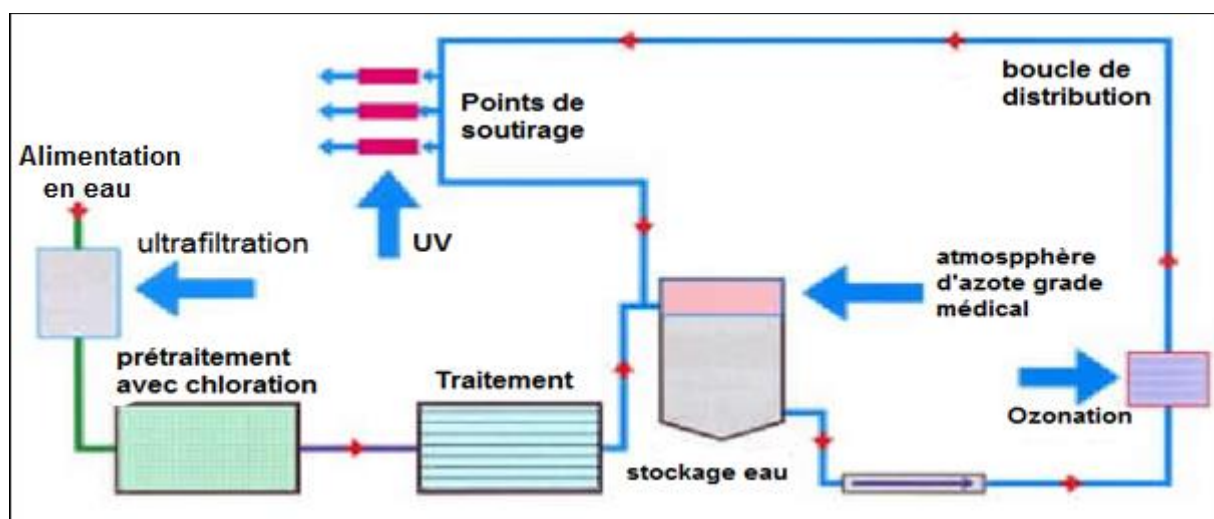 Alimentation
en eau
ultrafiltration
prétraitement
avec chloration
Traitement
UV
Points de
soutirage
boucle de
distribution
atmospphère
d'azote grade
médical
stockage eau
Ozonation